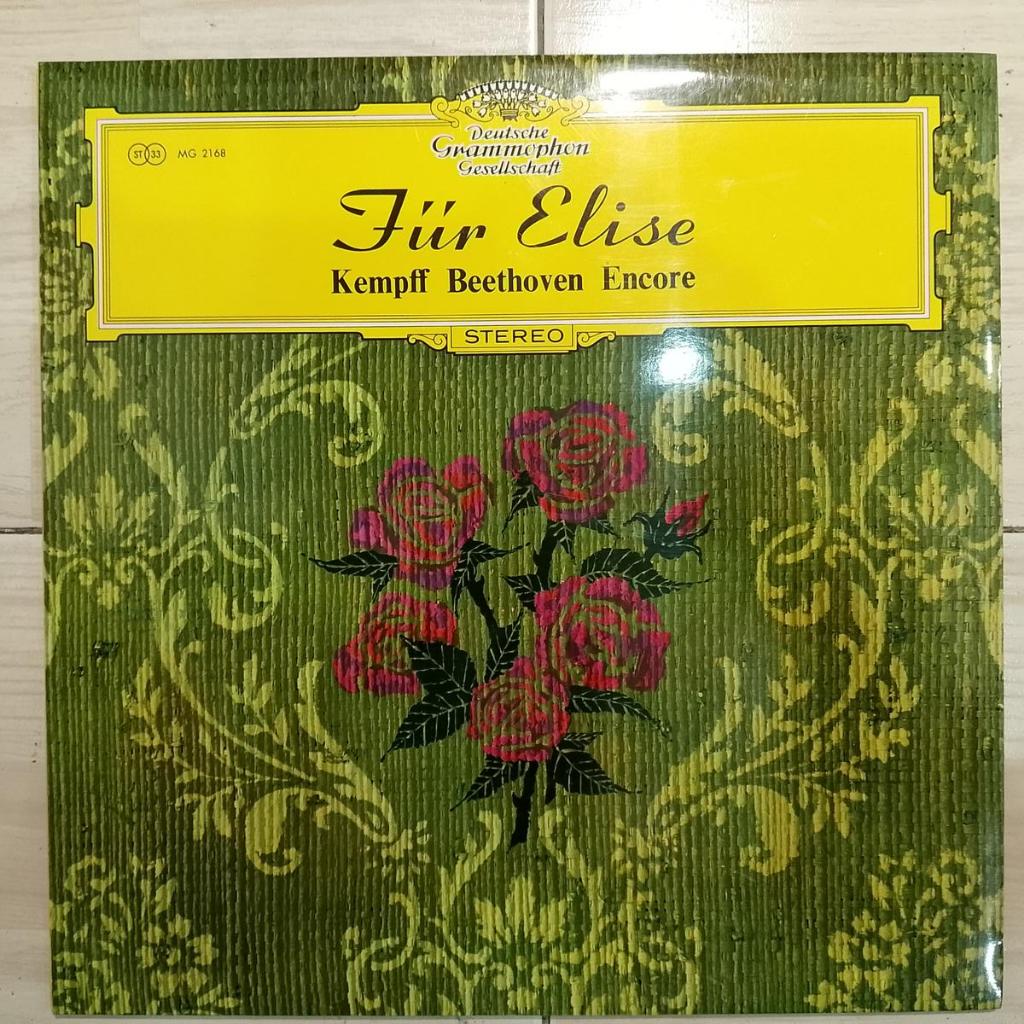 Deutsche
Grammophon
Gesellschaft
ST 33 MG 2168
Für Elise
Kempff Beethoven Encore
STEREO